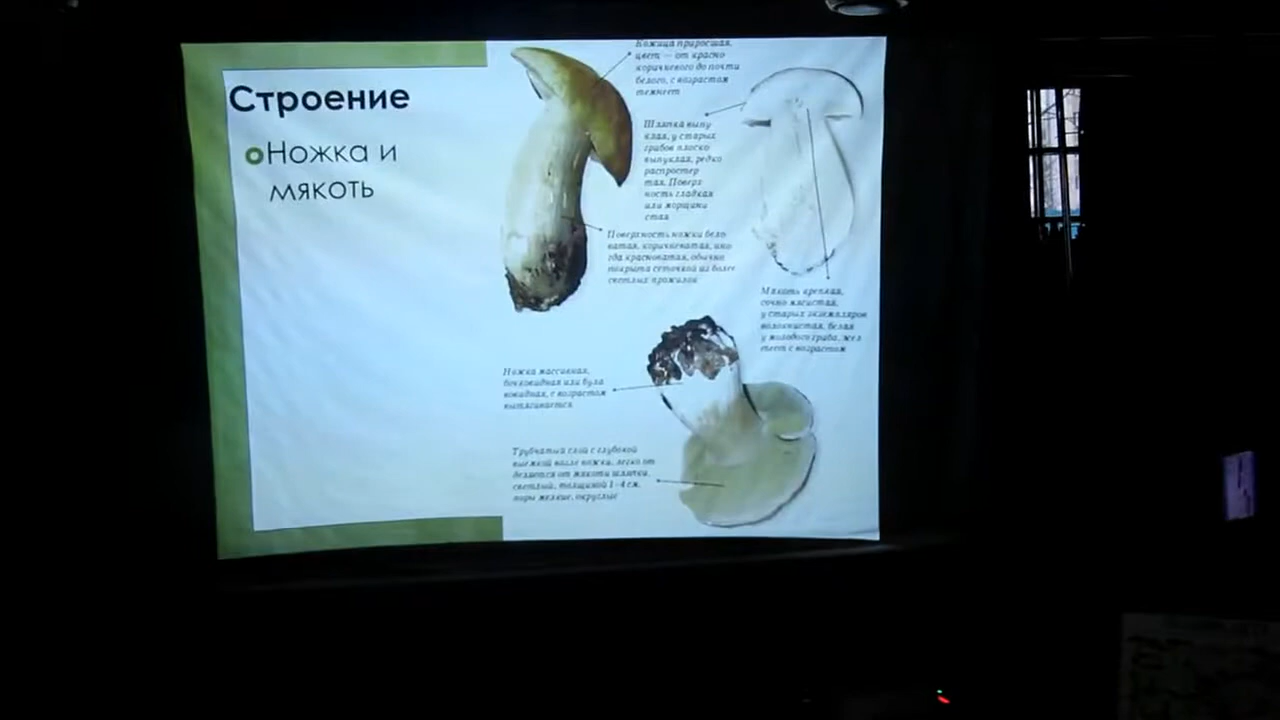 Строение
Ножка и
мякоть
Кожица приросшая,
цвет — от красно
коричневого до почти
белого, с возрастом
темнеет
Шляпка выпу
клая, у старых
грибов плоско
выпуклая, редко
распростер
тая. Поверх
ность гладкая
или морщини
стая
Поверхность ножки бело
ватая, коричневатая, ино
гда красноватая, обычно
покрыта сеточкой из более
светлых прожилок
Мякоть крепкая,
сочно мясистая,
у старых экземпляров
волокнистая, белая
у молодого гриба, жел
теет с возрастом
Ножка массивная,
бочковидная или була
вовидная, с возрастом
вытягивается
Трубчатый слой с глубокой
выемкой возле ножки, легко от
деляется от мякоти шляпки,
светлый, толщиной 1–4 см,
поры мелкие, округлые